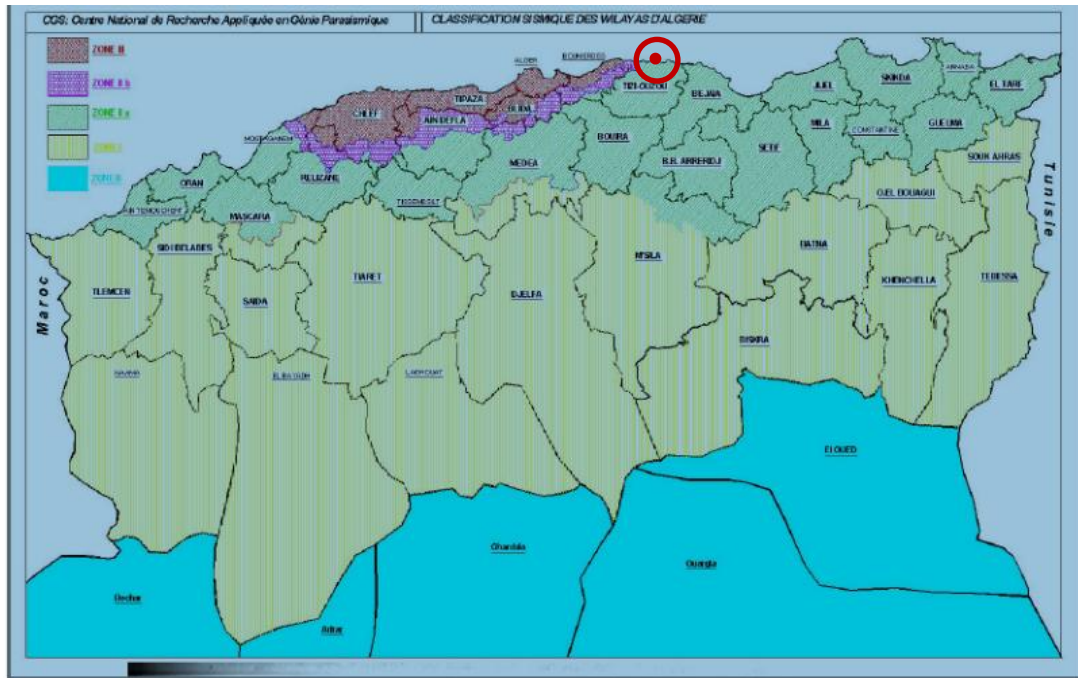 CGS: Centre National de Recherche Appliquée en Génie Parasismique
CLASSIFICATION SISMIQUE DES WILAYAS D'ALGERIE
ZONE III
ZONE II b
ZONE II a
ZONE I
ZONE 0
ALGER
BOUMERDES
TIPAZA
CHLEF
BLIDA
AIN DEFLA
TIZI-OUZOU
BEJAIA
JIJEL
SKIKDA
ANNABA
EL TARF
MOSTAGANEM
BOUIRA
MILA
CONSTANTINE
GUELMA
MEDEA
B.B. ARRERIDJ
SETIF
SOUK AHRAS
ORAN
RELIZANE
AIN TEMOUCHENT
MASCARA
TISSEMSILT
OJEL BOUAGUI
SIDI BELABES
M'SILA
BATNA
TLEMCEN
SAIDA
TIARET
DJELFA
KHENCHELLA
TEBESSA
BISKRA
NAAMA
EL BAYADH
LAGHOUAT
El OUED
Ghardaia
Ouargla
Bechar
Adrar
Maroc
Tunisie